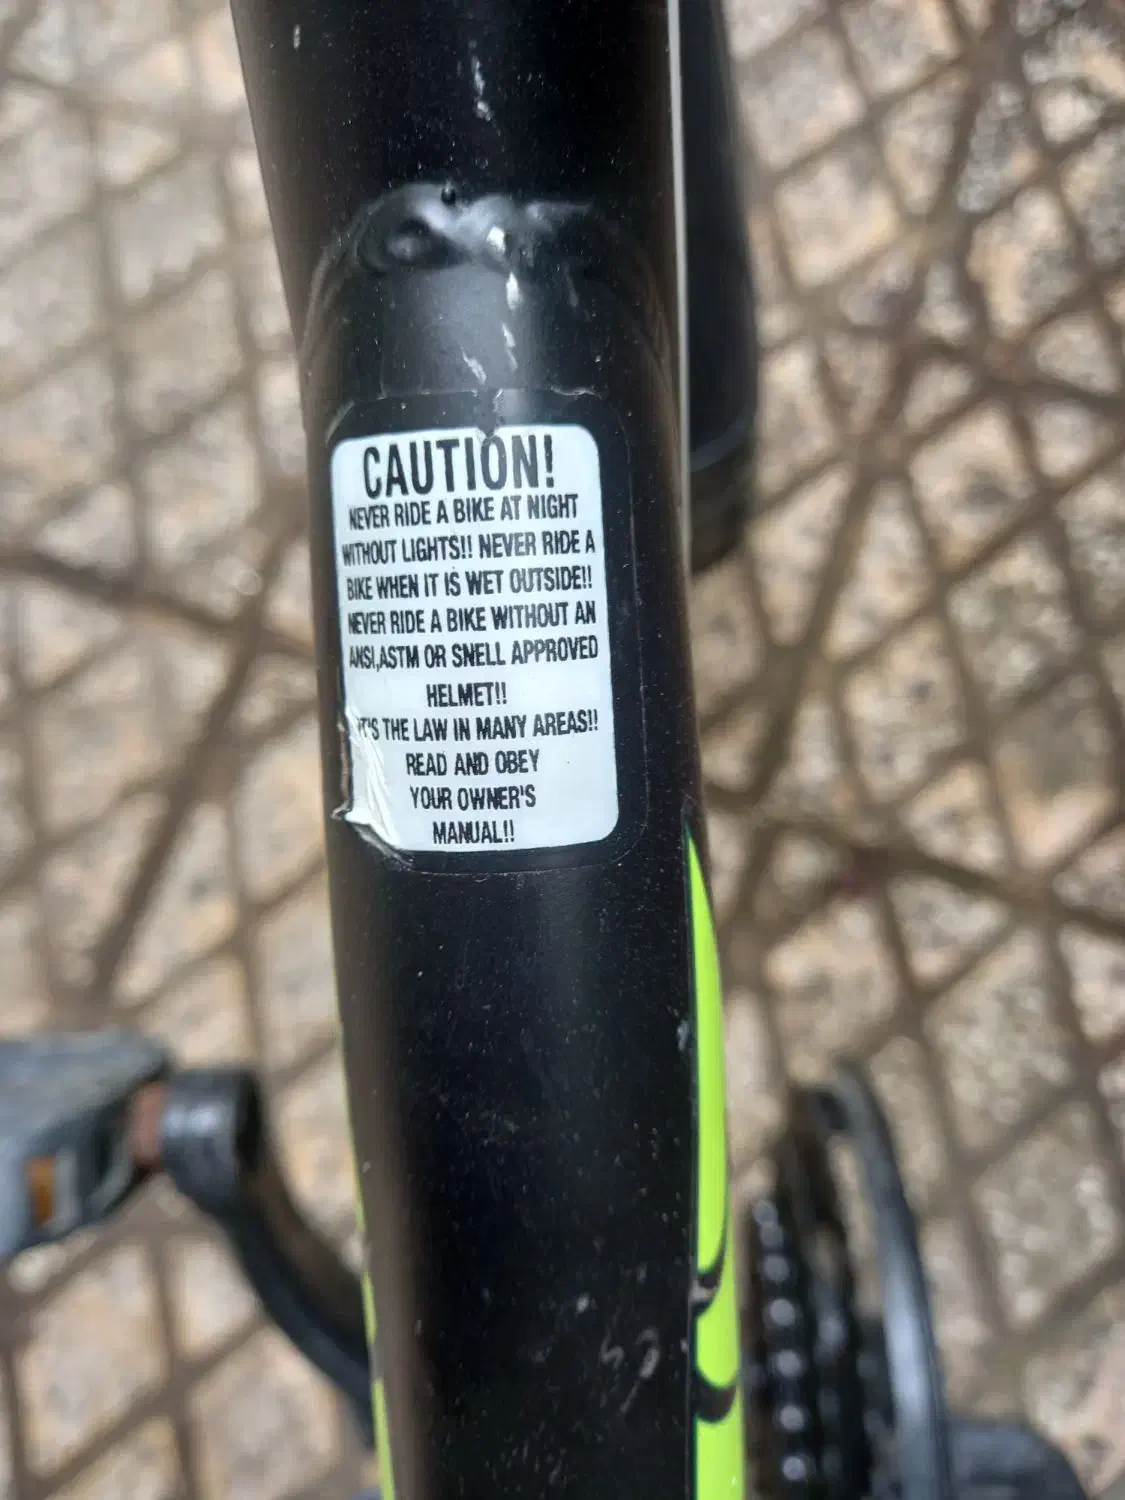 CAUTION!
NEVER RIDE A BIKE AT NIGHT
WITHOUT LIGHTS!! NEVER RIDE A
BIKE WHEN IT IS WET OUTSIDE!!
NEVER RIDE A BIKE WITHOUT AN
ANSI,ASTM OR SNELL APPROVED
HELMET!!
IT'S THE LAW IN MANY AREAS!!
READ AND OBEY
YOUR OWNER'S
MANUAL!!